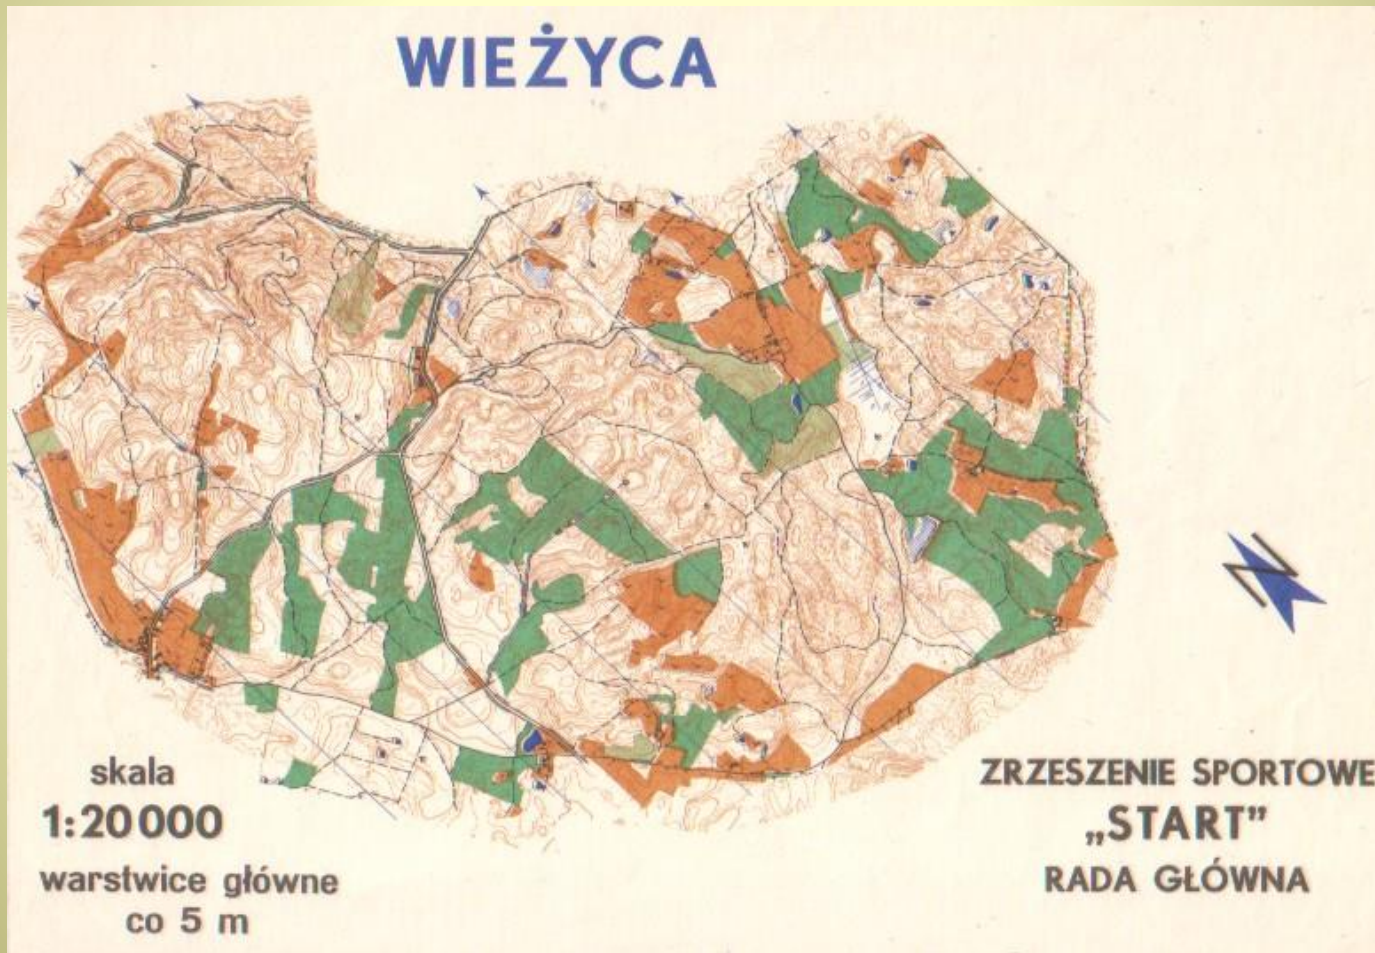 WIEŻYCA
skala
1:20000
warstwice główne
co 5 m
N
ZRZESZENIE SPORTOWE
„START”
RADA GŁÓWNA